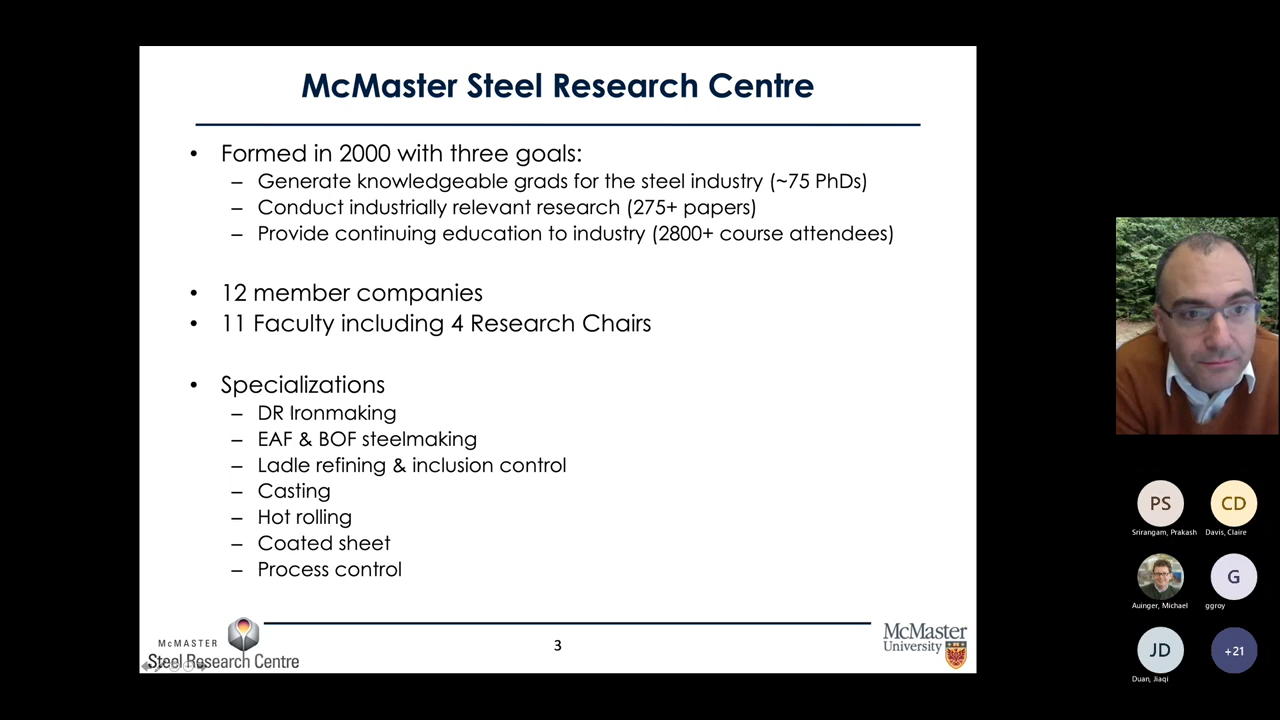 McMaster Steel Research Centre
• Formed in 2000 with three goals:
– Generate knowledgeable grads for the steel industry (~75 PhDs)
– Conduct industrially relevant research (275+ papers)
– Provide continuing education to industry (2800+ course attendees)
• 12 member companies
• 11 Faculty including 4 Research Chairs
• Specializations
– DR Ironmaking
– EAF & BOF steelmaking
– Ladle refining & inclusion control
– Casting
– Hot rolling
– Coated sheet
– Process control
McMASTER
Steel Research Centre
3
McMaster
University
PS
CD
Srirangam, Prakash
Davis, Claire
G
Auinger, Michael
ggroy
JD
+21
Duan, Jiaqi